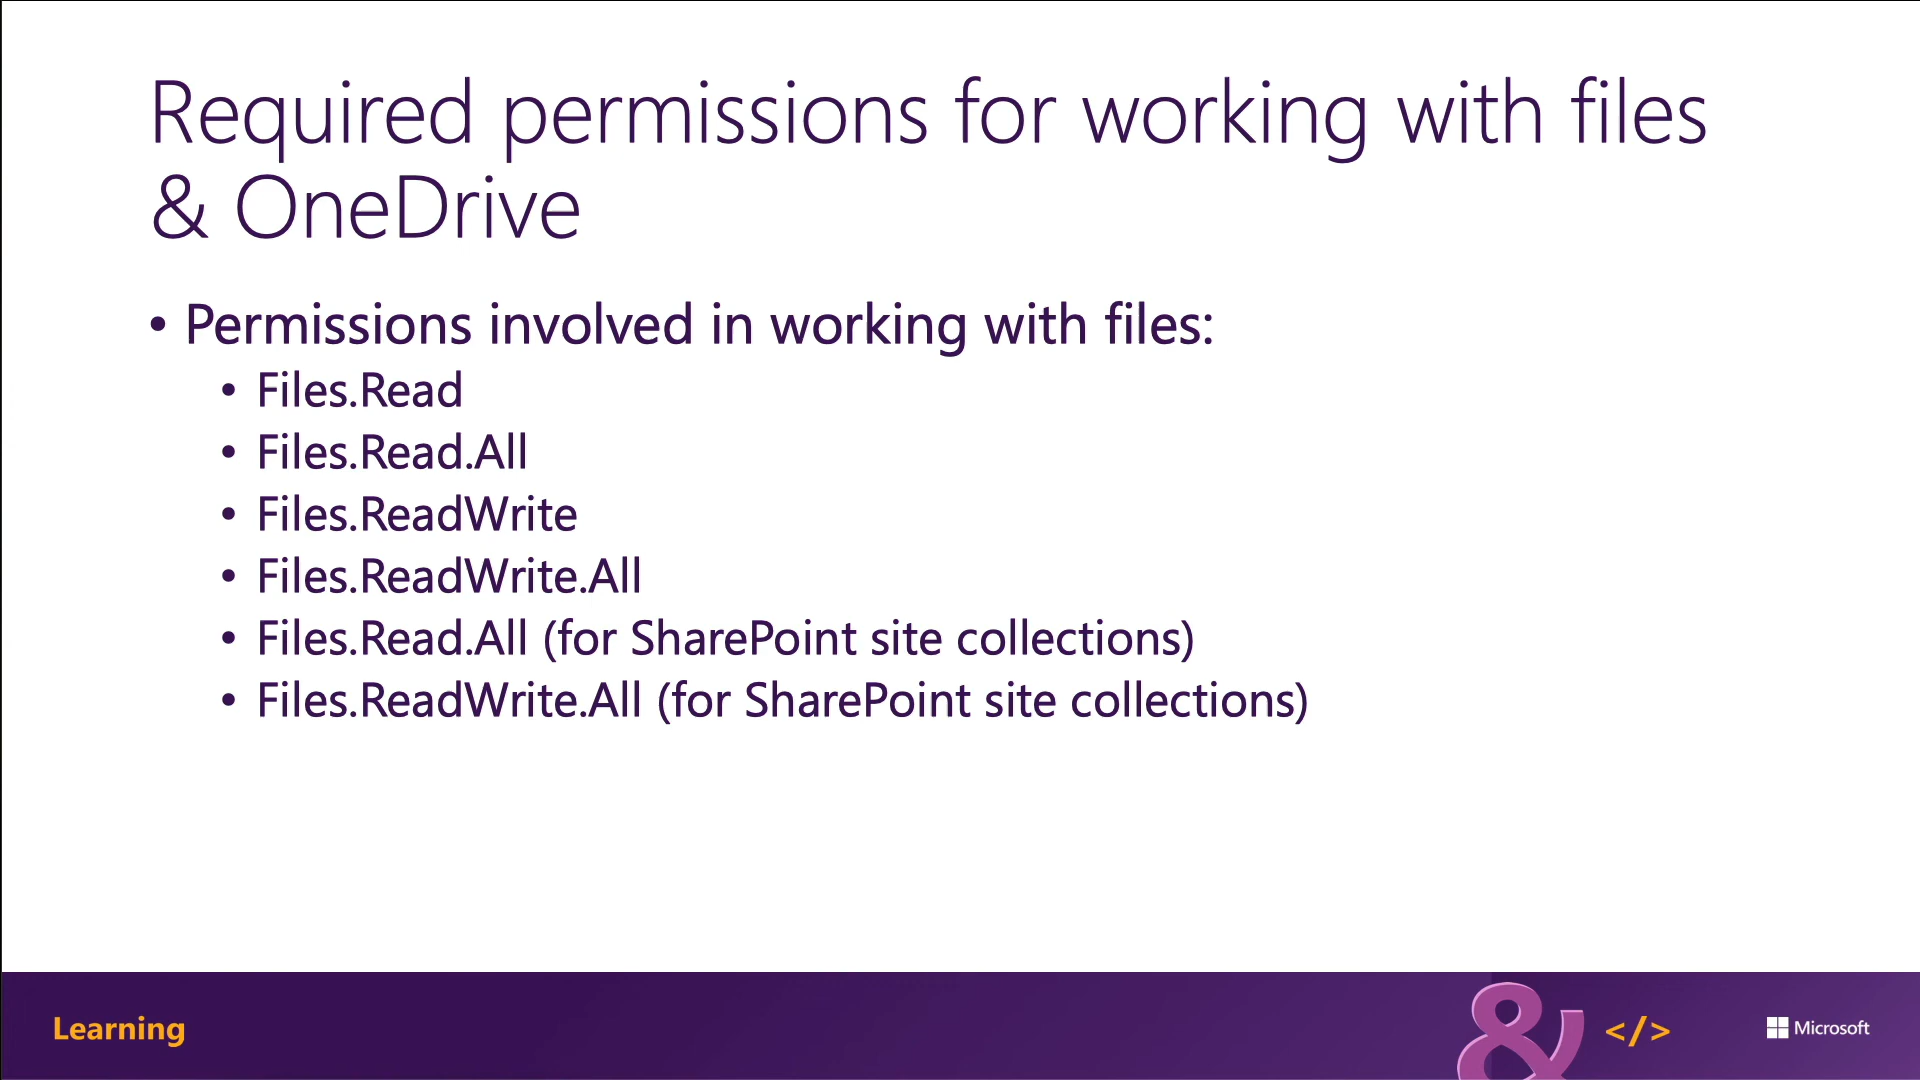 Required permissions for working with files
& OneDrive
• Permissions involved in working with files:
• Files.Read
• Files.Read.All
• Files.ReadWrite
• Files.ReadWrite.All
• Files.Read.All (for SharePoint site collections)
• Files.ReadWrite.All (for SharePoint site collections)
Learning
& </>
Microsoft